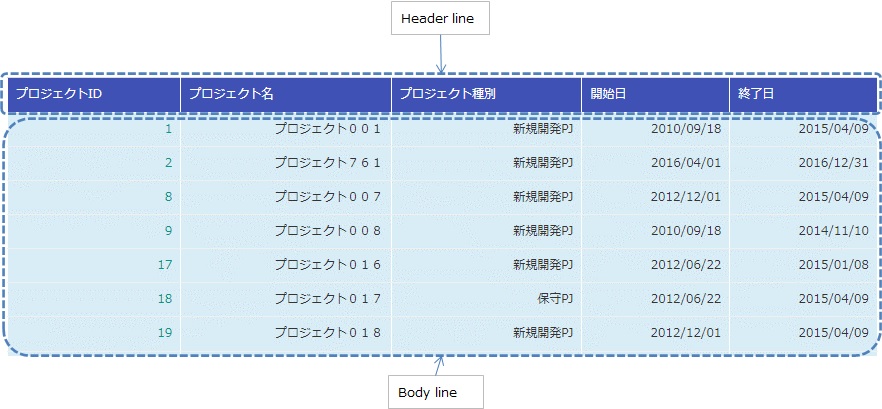 Header line
プロジェクトID プロジェクト名 プロジェクト種別 開始日 終了日
1 プロジェクト００１ 新規開発PJ 2010/09/18 2015/04/09
2 プロジェクト７６１ 新規開発PJ 2016/04/01 2016/12/31
8 プロジェクト００７ 新規開発PJ 2012/12/01 2015/04/09
9 プロジェクト００８ 新規開発PJ 2010/09/18 2014/11/10
17 プロジェクト０１６ 新規開発PJ 2012/06/22 2015/01/08
18 プロジェクト０１７ 保守PJ 2012/06/22 2015/04/09
19 プロジェクト０１８ 新規開発PJ 2012/12/01 2015/04/09
Body line